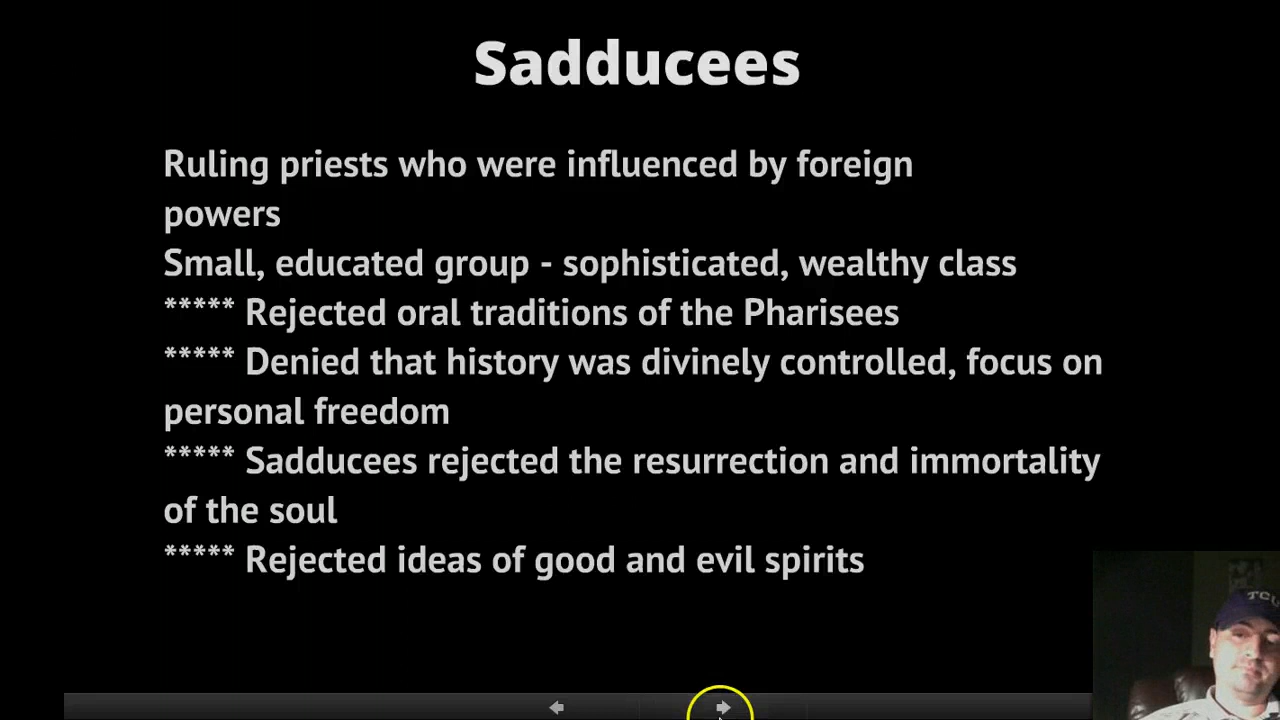 Sadducees
Ruling priests who were influenced by foreign
powers
Small, educated group - sophisticated, wealthy class
***** Rejected oral traditions of the Pharisees
***** Denied that history was divinely controlled, focus on
personal freedom
***** Sadducees rejected the resurrection and immortality
of the soul
***** Rejected ideas of good and evil spirits
TCU